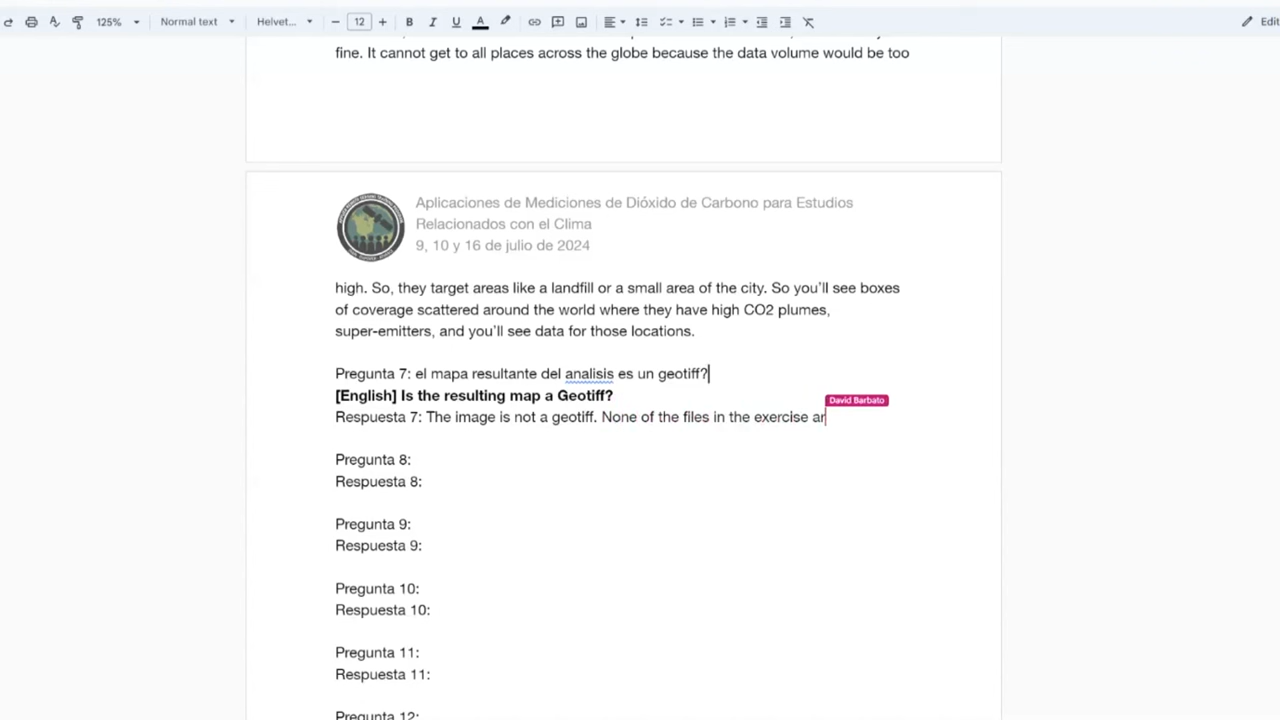 125%
Normal text
Helvet...
12
B
I
U
A
Edit
fine. It cannot get to all places across the globe because the data volume would be too
Aplicaciones de Mediciones de Dióxido de Carbono para Estudios
Relacionados con el Clima
9, 10 y 16 de julio de 2024
high. So, they target areas like a landfill or a small area of the city. So you'll see boxes
of coverage scattered around the world where they have high CO2 plumes,
super-emitters, and you'll see data for those locations.
Pregunta 7: el mapa resultante del analisis es un geotiff?
[English] Is the resulting map a Geotiff?
David Barbato
Respuesta 7: The image is not a geotiff. None of the files in the exercise ar
Pregunta 8:
Respuesta 8:
Pregunta 9:
Respuesta 9:
Pregunta 10:
Respuesta 10:
Pregunta 11:
Respuesta 11:
Pregunta 12: